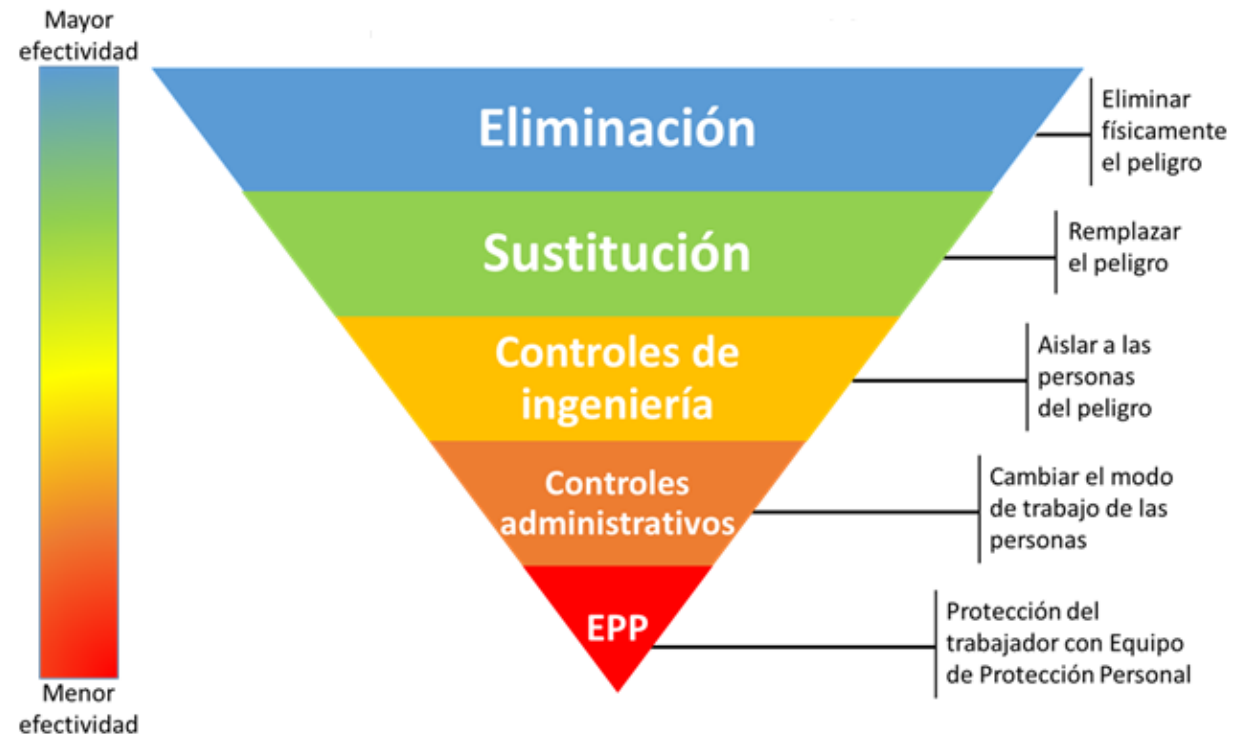 Mayor
efectividad
Eliminación
Eliminar
físicamente
el peligro
Sustitución
Remplazar
el peligro
Controles de
ingeniería
Aislar a las
personas
del peligro
Controles
administrativos
Cambiar el modo
de trabajo de las
personas
EPP
Protección del
trabajador con Equipo
de Protección Personal
Menor
efectividad